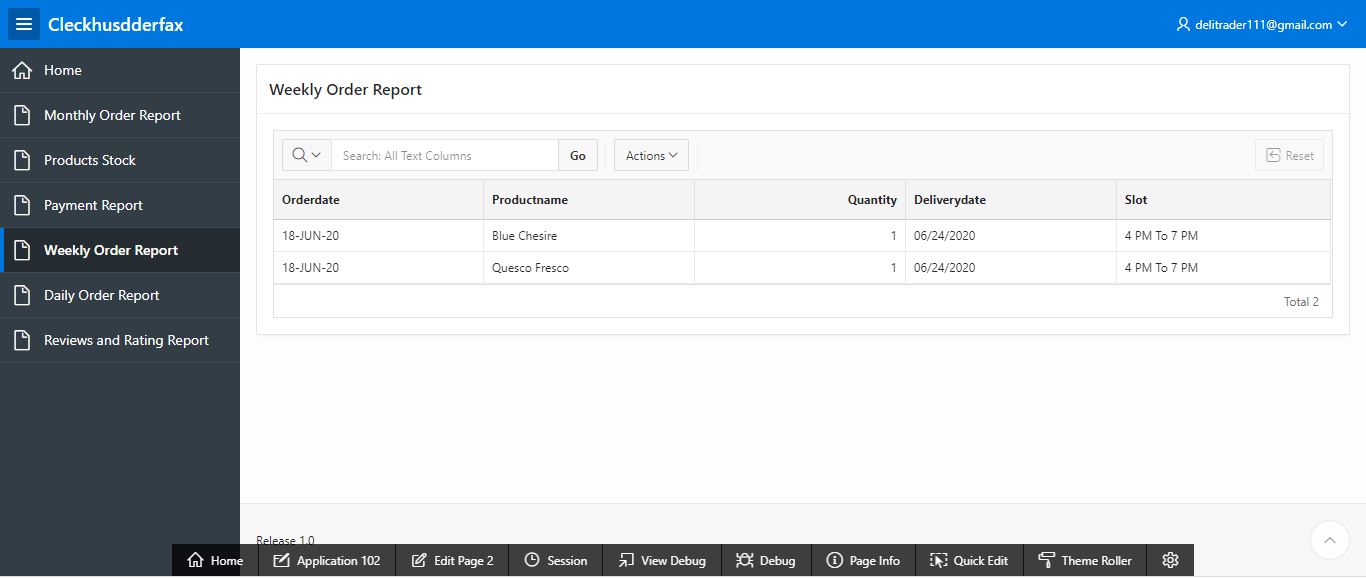 Cleckhusdderfax
delitrader111@gmail.com
Home
Monthly Order Report
Products Stock
Payment Report
Weekly Order Report
Daily Order Report
Reviews and Rating Report
Weekly Order Report
Search: All Text Columns Go Actions Reset
Orderdate Productname Quantity Deliverydate Slot
18-JUN-20 Blue Chesire 1 06/24/2020 4 PM To 7 PM
18-JUN-20 Quesco Fresco 1 06/24/2020 4 PM To 7 PM
Total 2
Release 1.0
Home Application 102 Edit Page 2 Session View Debug Debug Page Info Quick Edit Theme Roller